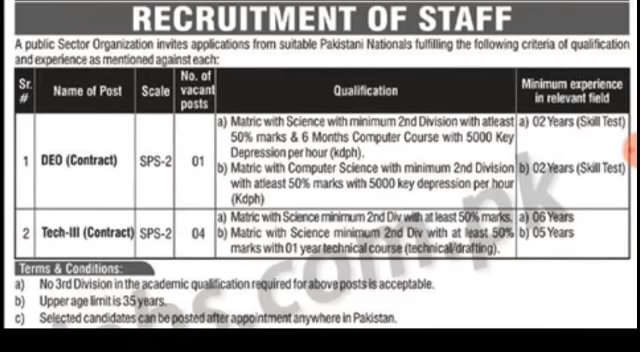 RECRUITMENT OF STAFF
A public Sector Organization invites applications from suitable Pakistani Nationals fulfilling the following criteria of qualification
and experience as mentioned against each:
Sr. # Name of Post Scale No. of vacant posts Qualification Minimum experience in relevant field
1 DEO (Contract) SPS-2 01
a) Matric with Science with minimum 2nd Division with atleast a) 02 Years (Skill Test)
50% marks & 6 Months Computer Course with 5000 Key
Depression per hour (kdph).
b) Matric with Computer Science with minimum 2nd Division b) 02 Years (Skill Test)
with atleast 50% marks with 5000 key depression per hour
(Kdph)
2 Tech-III (Contract) SPS-2 04
a) Matric with Science minimum 2nd Div with at least 50% marks. a) 06 Years
b) Matric with Science minimum 2nd Div with at least 50% b) 05 Years
marks with 01 year technical course (technical/drafting).
Terms & Conditions:
a) No 3rd Division in the academic qualification required for above posts is acceptable.
b) Upper age limit is 35 years.
c) Selected candidates can be posted after appointment anywhere in Pakistan.